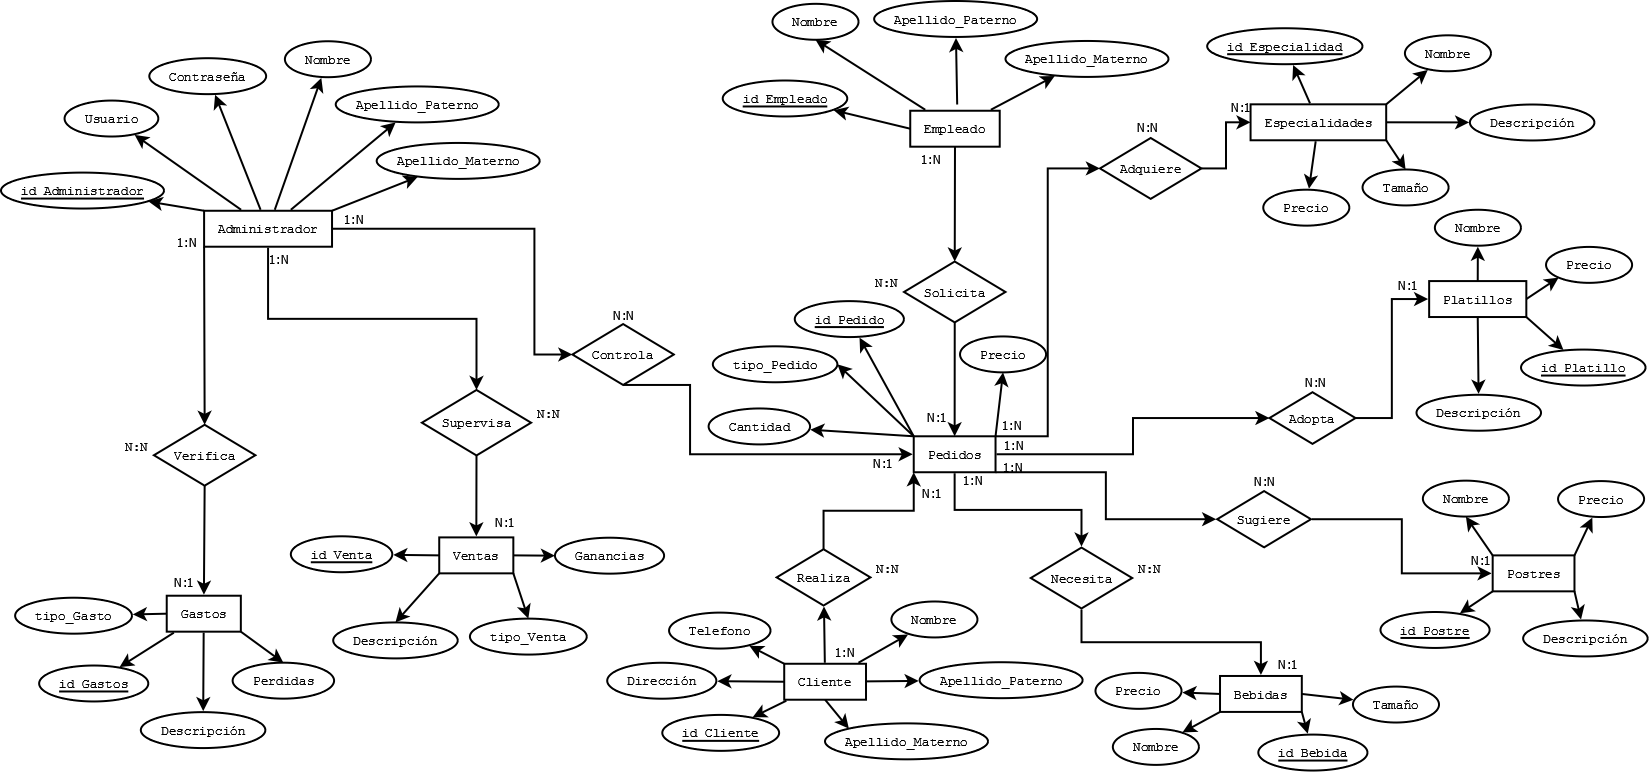 Nombre
Apellido_Paterno
Apellido_Materno
id Empleado
Empleado
1:N
id Especialidad
Nombre
N:1
Especialidades
Descripción
Precio
Tamaño
N:N
Adquiere
Contraseña
Nombre
Usuario
Apellido_Paterno
Apellido_Materno
id Administrador
Administrador
1:N
1:N
1:N
N:N
Solicita
Nombre
Precio
N:1
Platillos
id Platillo
Descripción
N:N
Adopta
N:N
Controla
id Pedido
tipo_Pedido
Precio
Cantidad
N:1
1:N
1:N
Pedidos
N:1
1:N
1:N
N:1
N:N
Supervisa
N:N
Verifica
N:N
Sugiere
Nombre
Precio
N:1
Postres
id Postre
Descripción
N:1
id Venta
Ventas
Ganancias
Descripción
tipo_Venta
N:1
tipo_Gasto
Gastos
id Gastos
Perdidas
Descripción
Realiza
N:N
Necesita
N:N
Telefono
Nombre
1:N
Dirección
Cliente
Apellido_Paterno
id Cliente
Apellido_Materno
N:1
Precio
Bebidas
Tamaño
Nombre
id Bebida